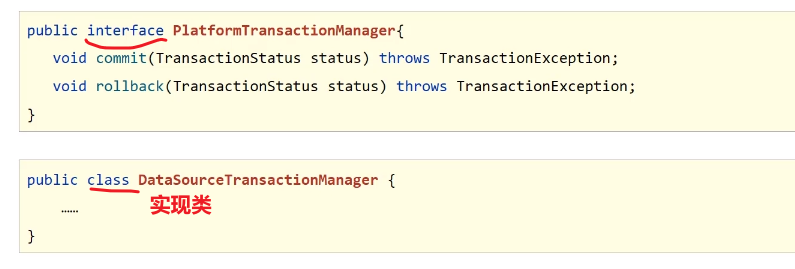 public interface PlatformTransactionManager{
void commit(TransactionStatus status) throws TransactionException;
void rollback(TransactionStatus status) throws TransactionException;
}
public class DataSourceTransactionManager {
……
实现类
}